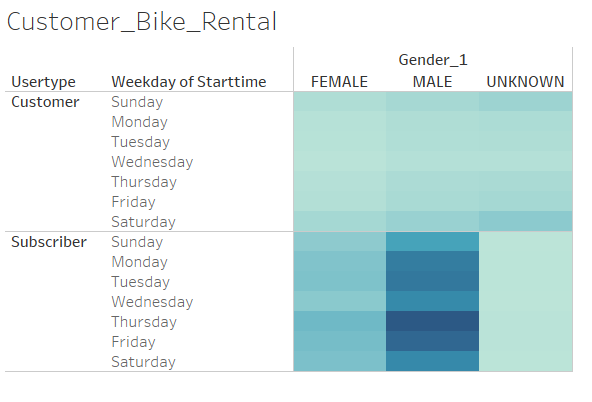 Customer_Bike_Rental
Gender_1
Usertype Weekday of Starttime FEMALE MALE UNKNOWN
Customer Sunday
Monday
Tuesday
Wednesday
Thursday
Friday
Saturday
Subscriber Sunday
Monday
Tuesday
Wednesday
Thursday
Friday
Saturday